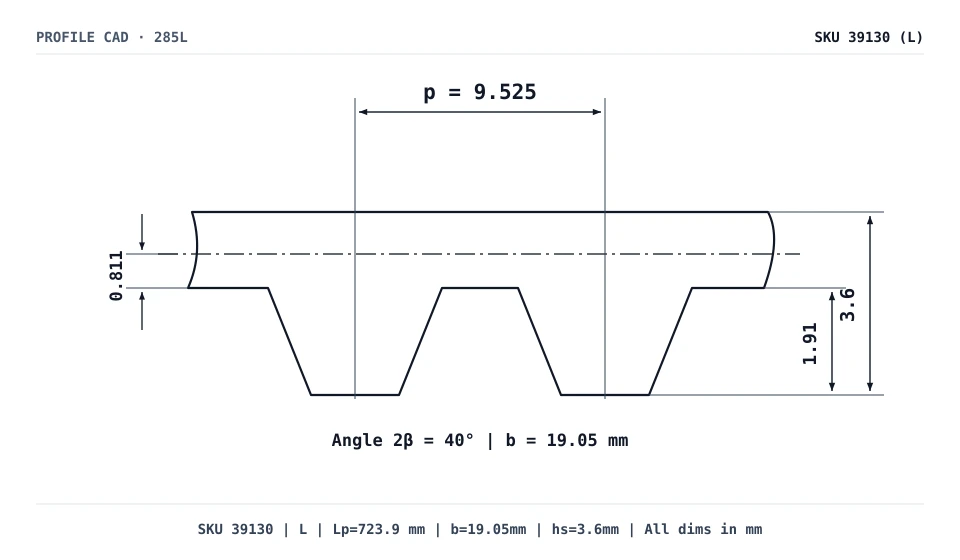 PROFILE CAD · 285L
SKU 39130 (L)
p = 9.525
0.811
3.6
1.91
Angle 2β = 40° | b = 19.05 mm
SKU 39130 | L | Lp=723.9 mm | b=19.05mm | hs=3.6mm | All dims in mm